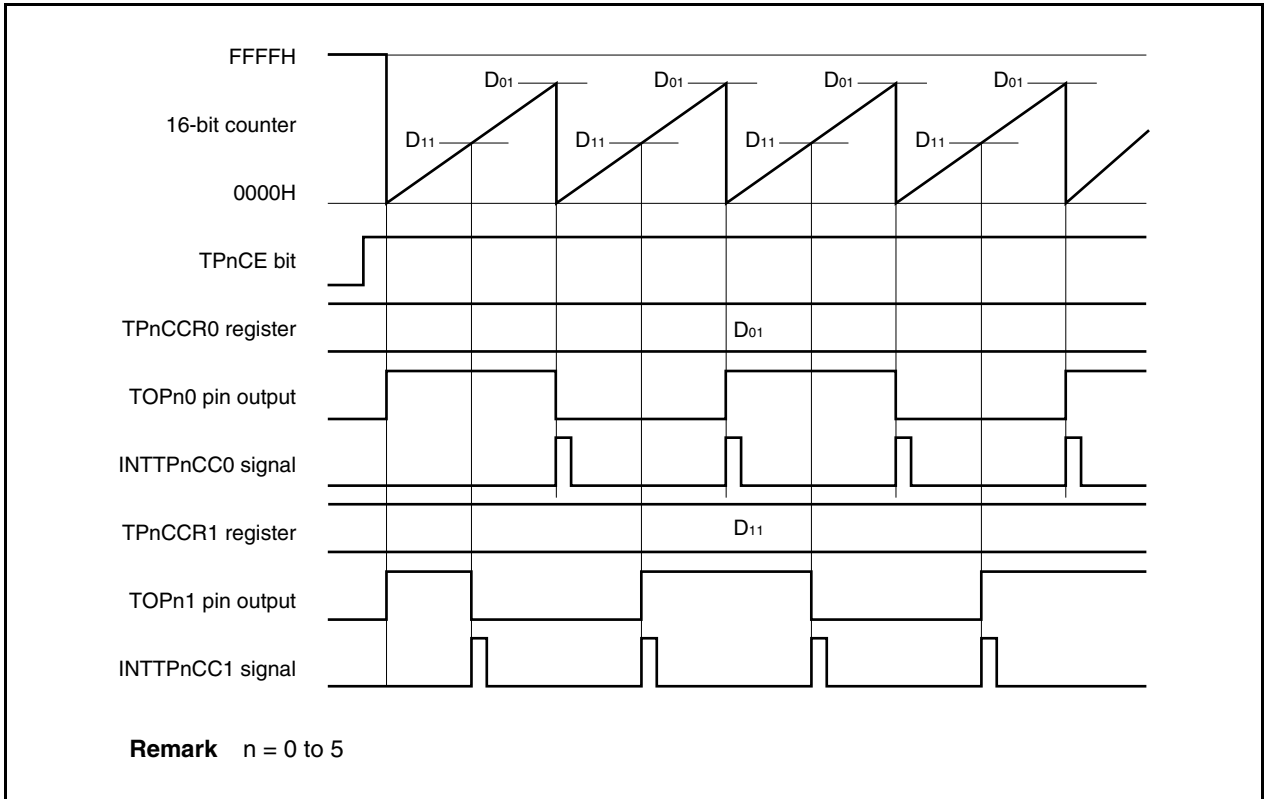 FFFFH
D01 D01 D01 D01
16-bit counter
D11 D11 D11 D11
0000H
TPnCE bit
TPnCCR0 register
D01
TOPn0 pin output
INTTPnCC0 signal
TPnCCR1 register
D11
TOPn1 pin output
INTTPnCC1 signal
Remark n = 0 to 5